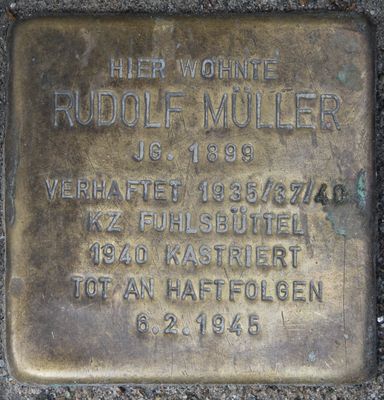 HIER WOHNTE
RUDOLF MÜLLER
JG. 1899
VERHAFTET 1935/37/40
KZ FUHLSBÜTTEL
1940 KASTRIERT
TOT AN HAFTFOLGEN
6.2.1945